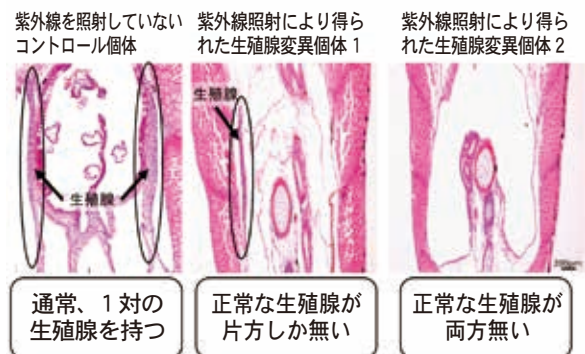 紫外線を照射していない
コントロール個体
紫外線照射により得ら
れた生殖腺変異個体 1
紫外線照射により得ら
れた生殖腺変異個体 2
生殖腺
生殖腺
通常、1対の
生殖腺を持つ
正常な生殖腺が
片方しか無い
正常な生殖腺が
両方無い